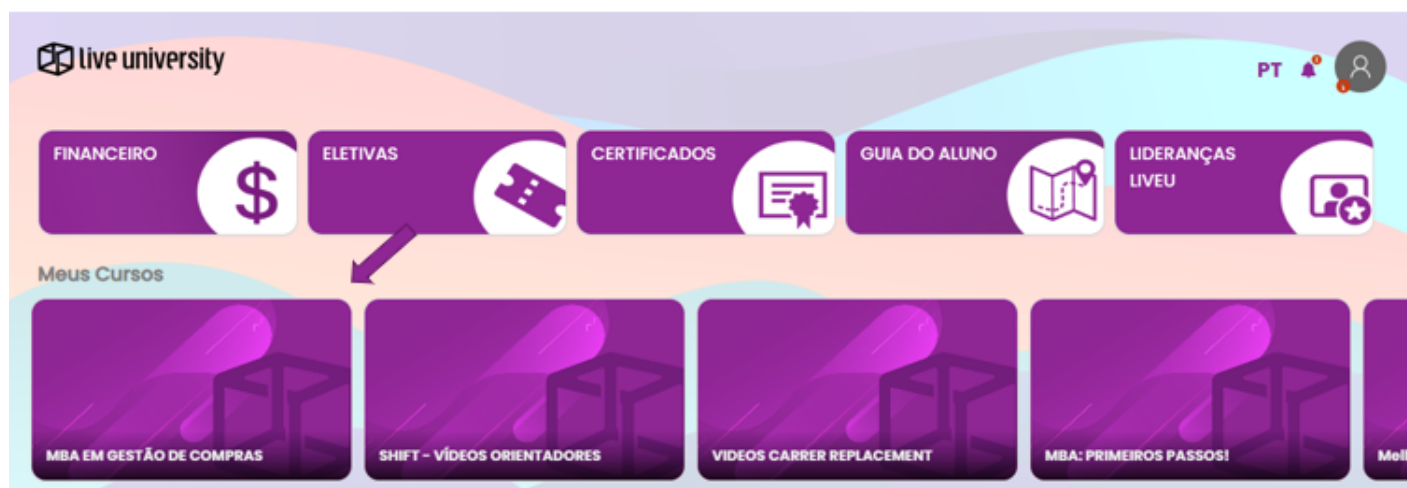 live university
PT
FINANCEIRO
ELETIVAS
CERTIFICADOS
GUIA DO ALUNO
LIDERANÇAS
LIVEU
Meus Cursos
MBA EM GESTÃO DE COMPRAS
SHIFT - VÍDEOS ORIENTADORES
VIDEOS CARRER REPLACEMENT
MBA: PRIMEIROS PASSOS!